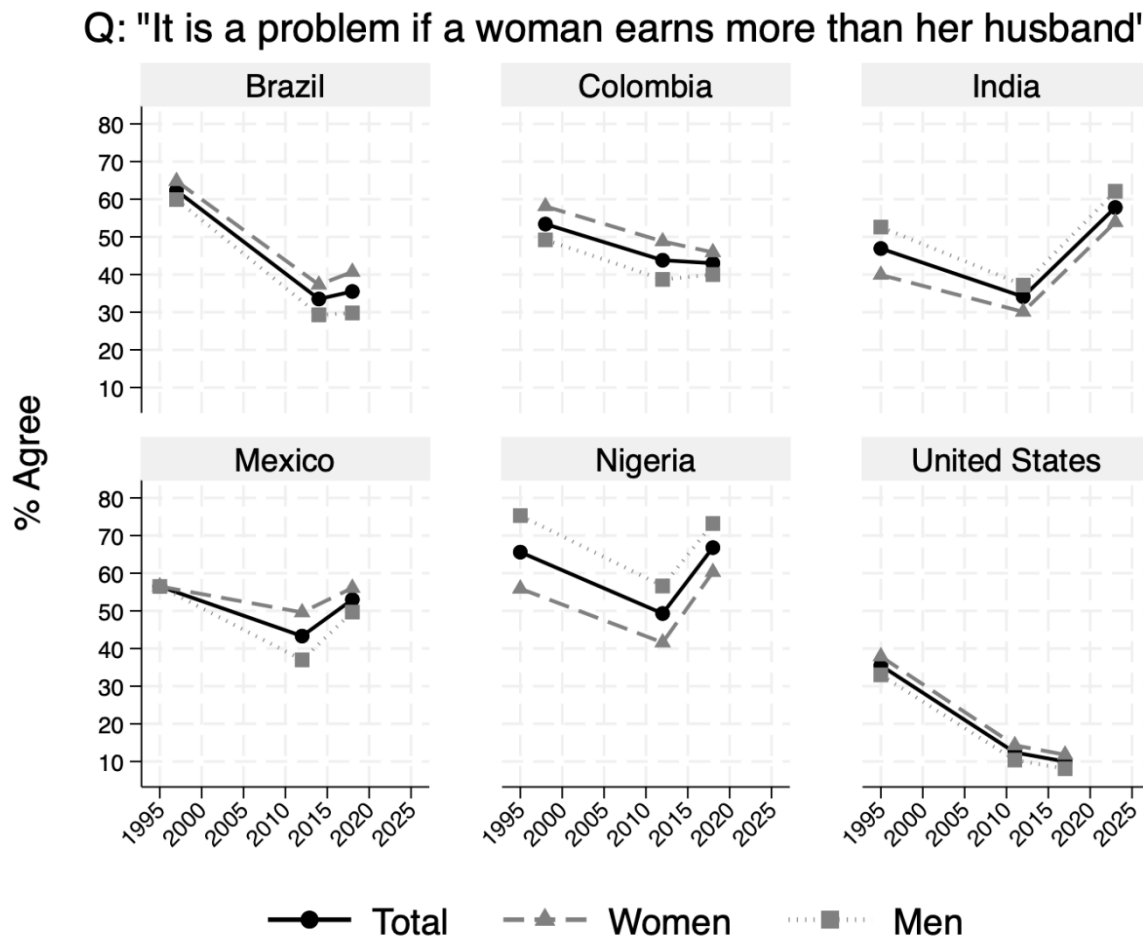 Q: "It is a problem if a woman earns more than her husband"
Brazil Colombia India
80
70
60
50
40
30
20
10
% Agree
Mexico Nigeria United States
80
70
60
50
40
30
20
10
1995 2000 2005 2010 2015 2020 2025 1995 2000 2005 2010 2015 2020 2025 1995 2000 2005 2010 2015 2020 2025
Total Women Men